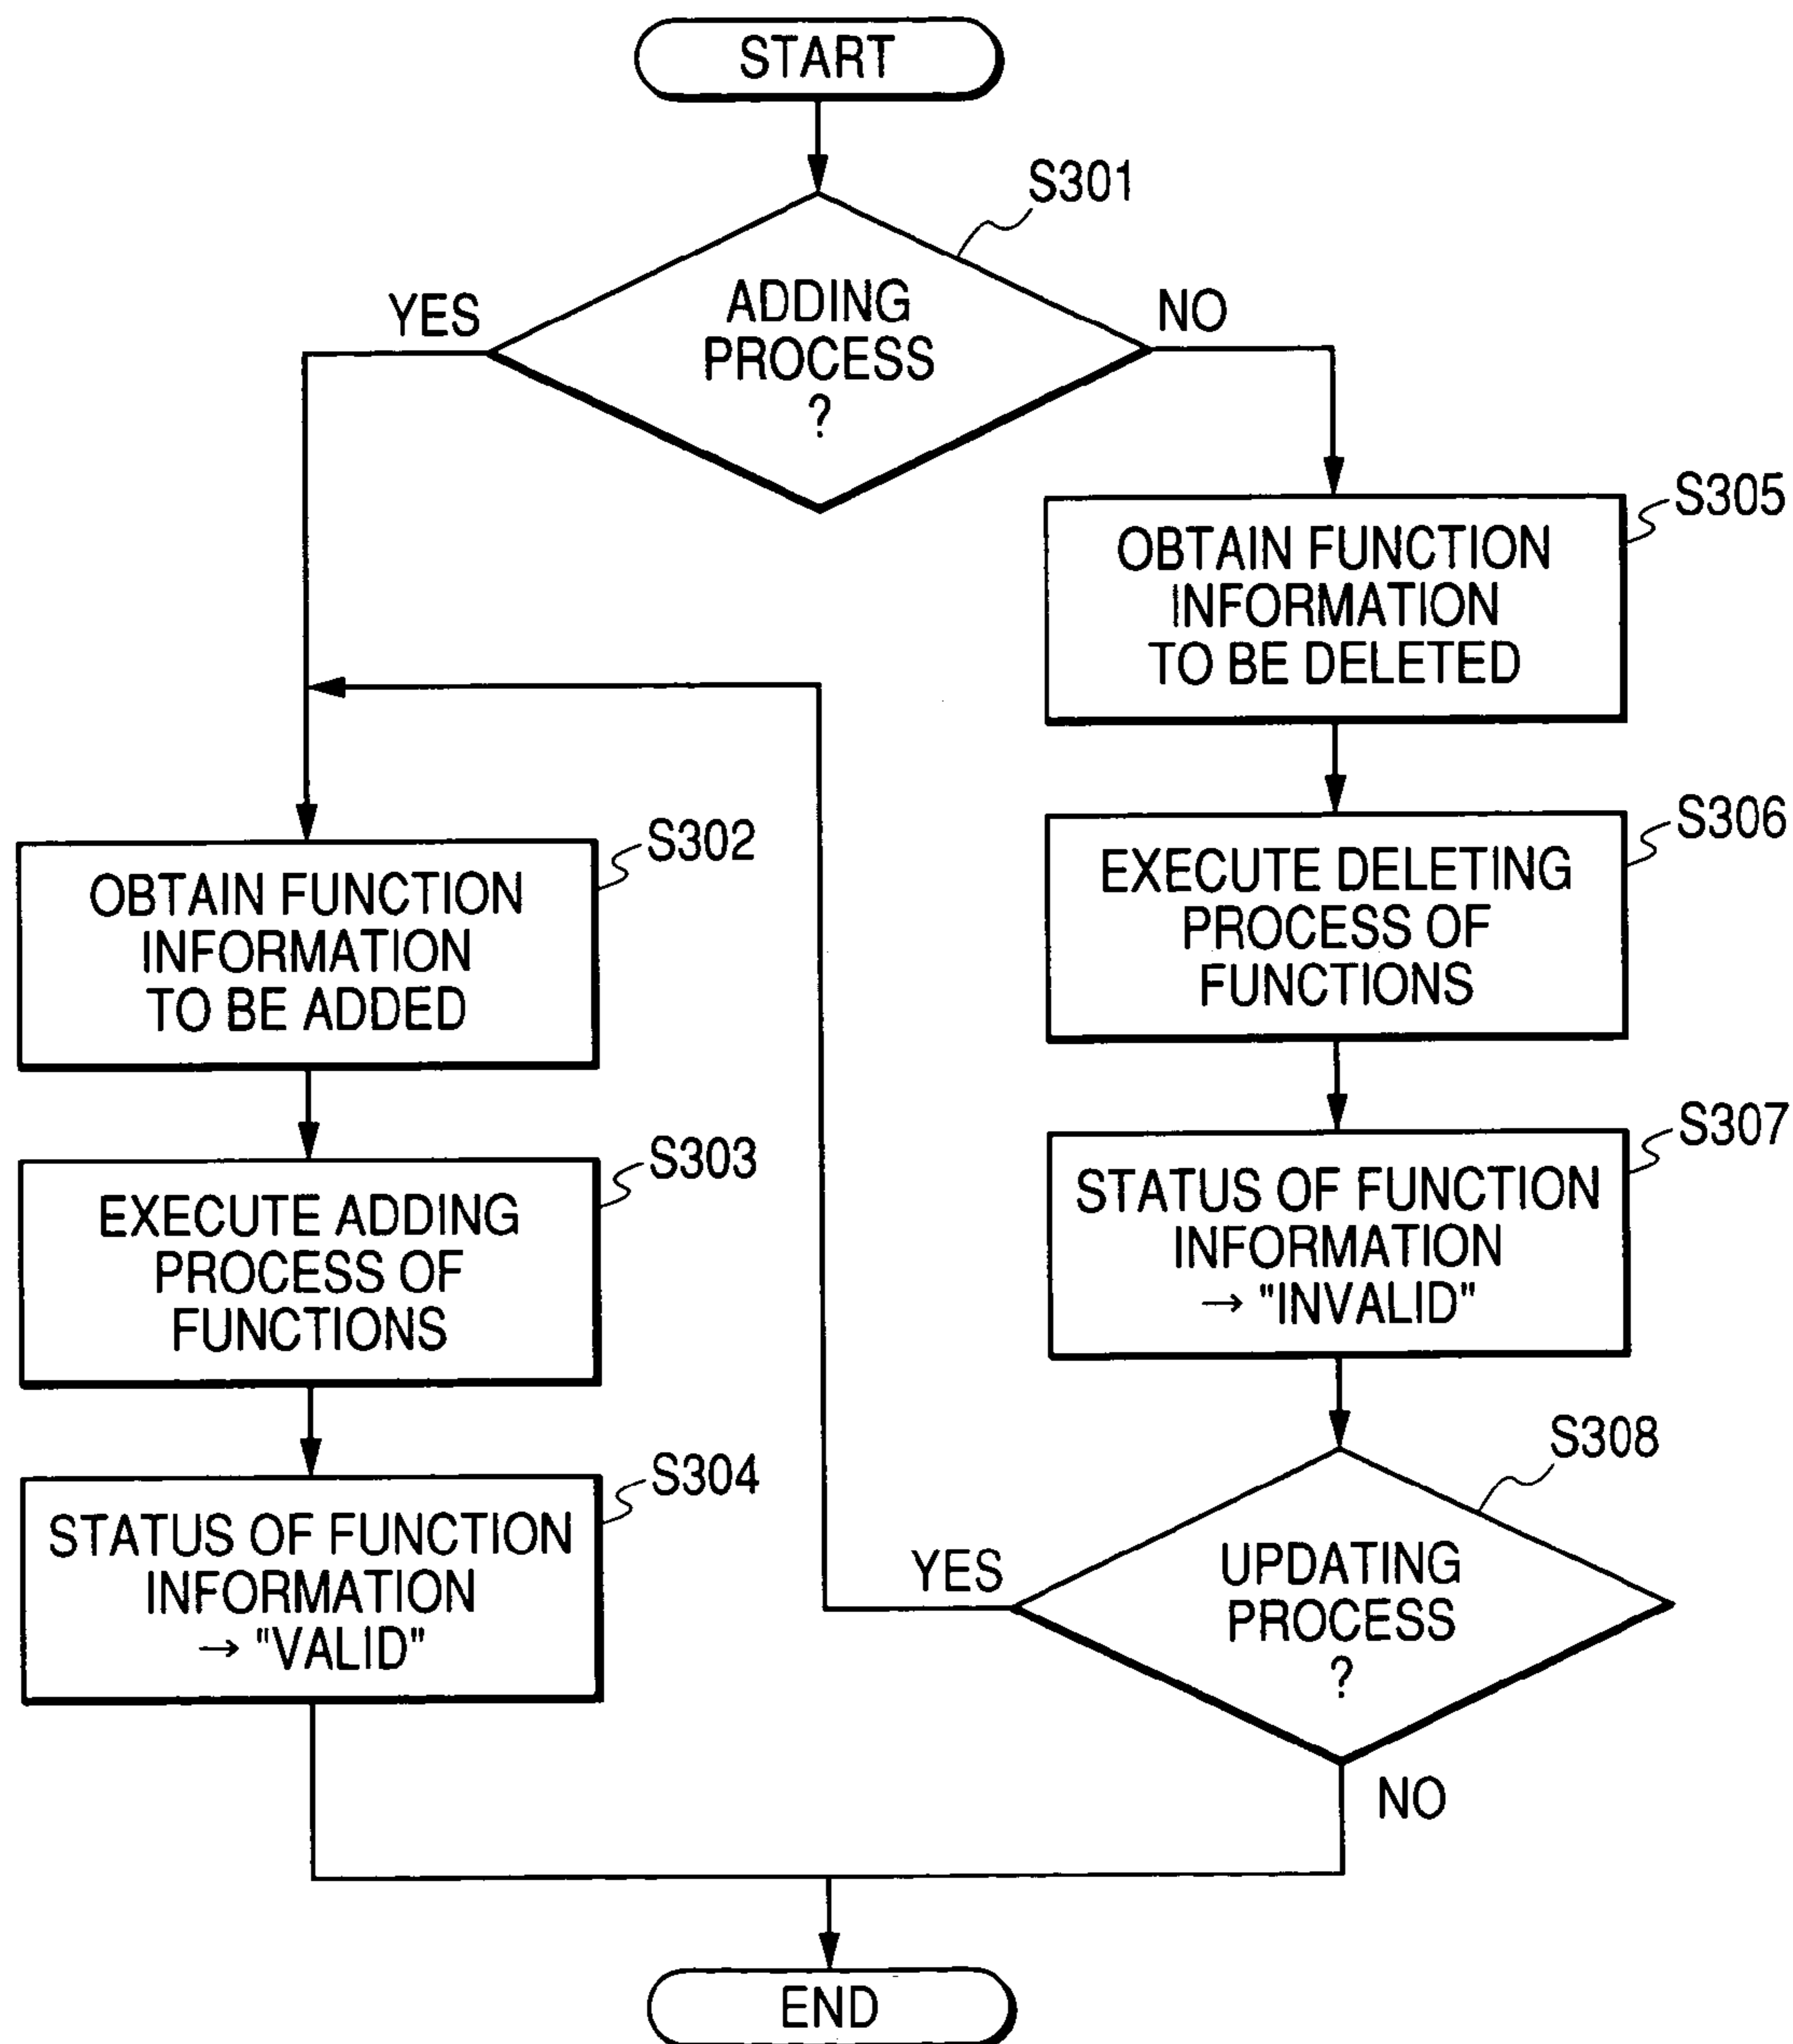 START
S301
ADDING
PROCESS
?
YES
NO
S305
OBTAIN FUNCTION
INFORMATION
TO BE DELETED
S306
EXECUTE DELETING
PROCESS OF
FUNCTIONS
S302
OBTAIN FUNCTION
INFORMATION
TO BE ADDED
S307
STATUS OF FUNCTION
INFORMATION
→ "INVALID"
S303
EXECUTE ADDING
PROCESS OF
FUNCTIONS
S308
UPDATING
PROCESS
?
YES
NO
S304
STATUS OF FUNCTION
INFORMATION
→ "VALID"
END